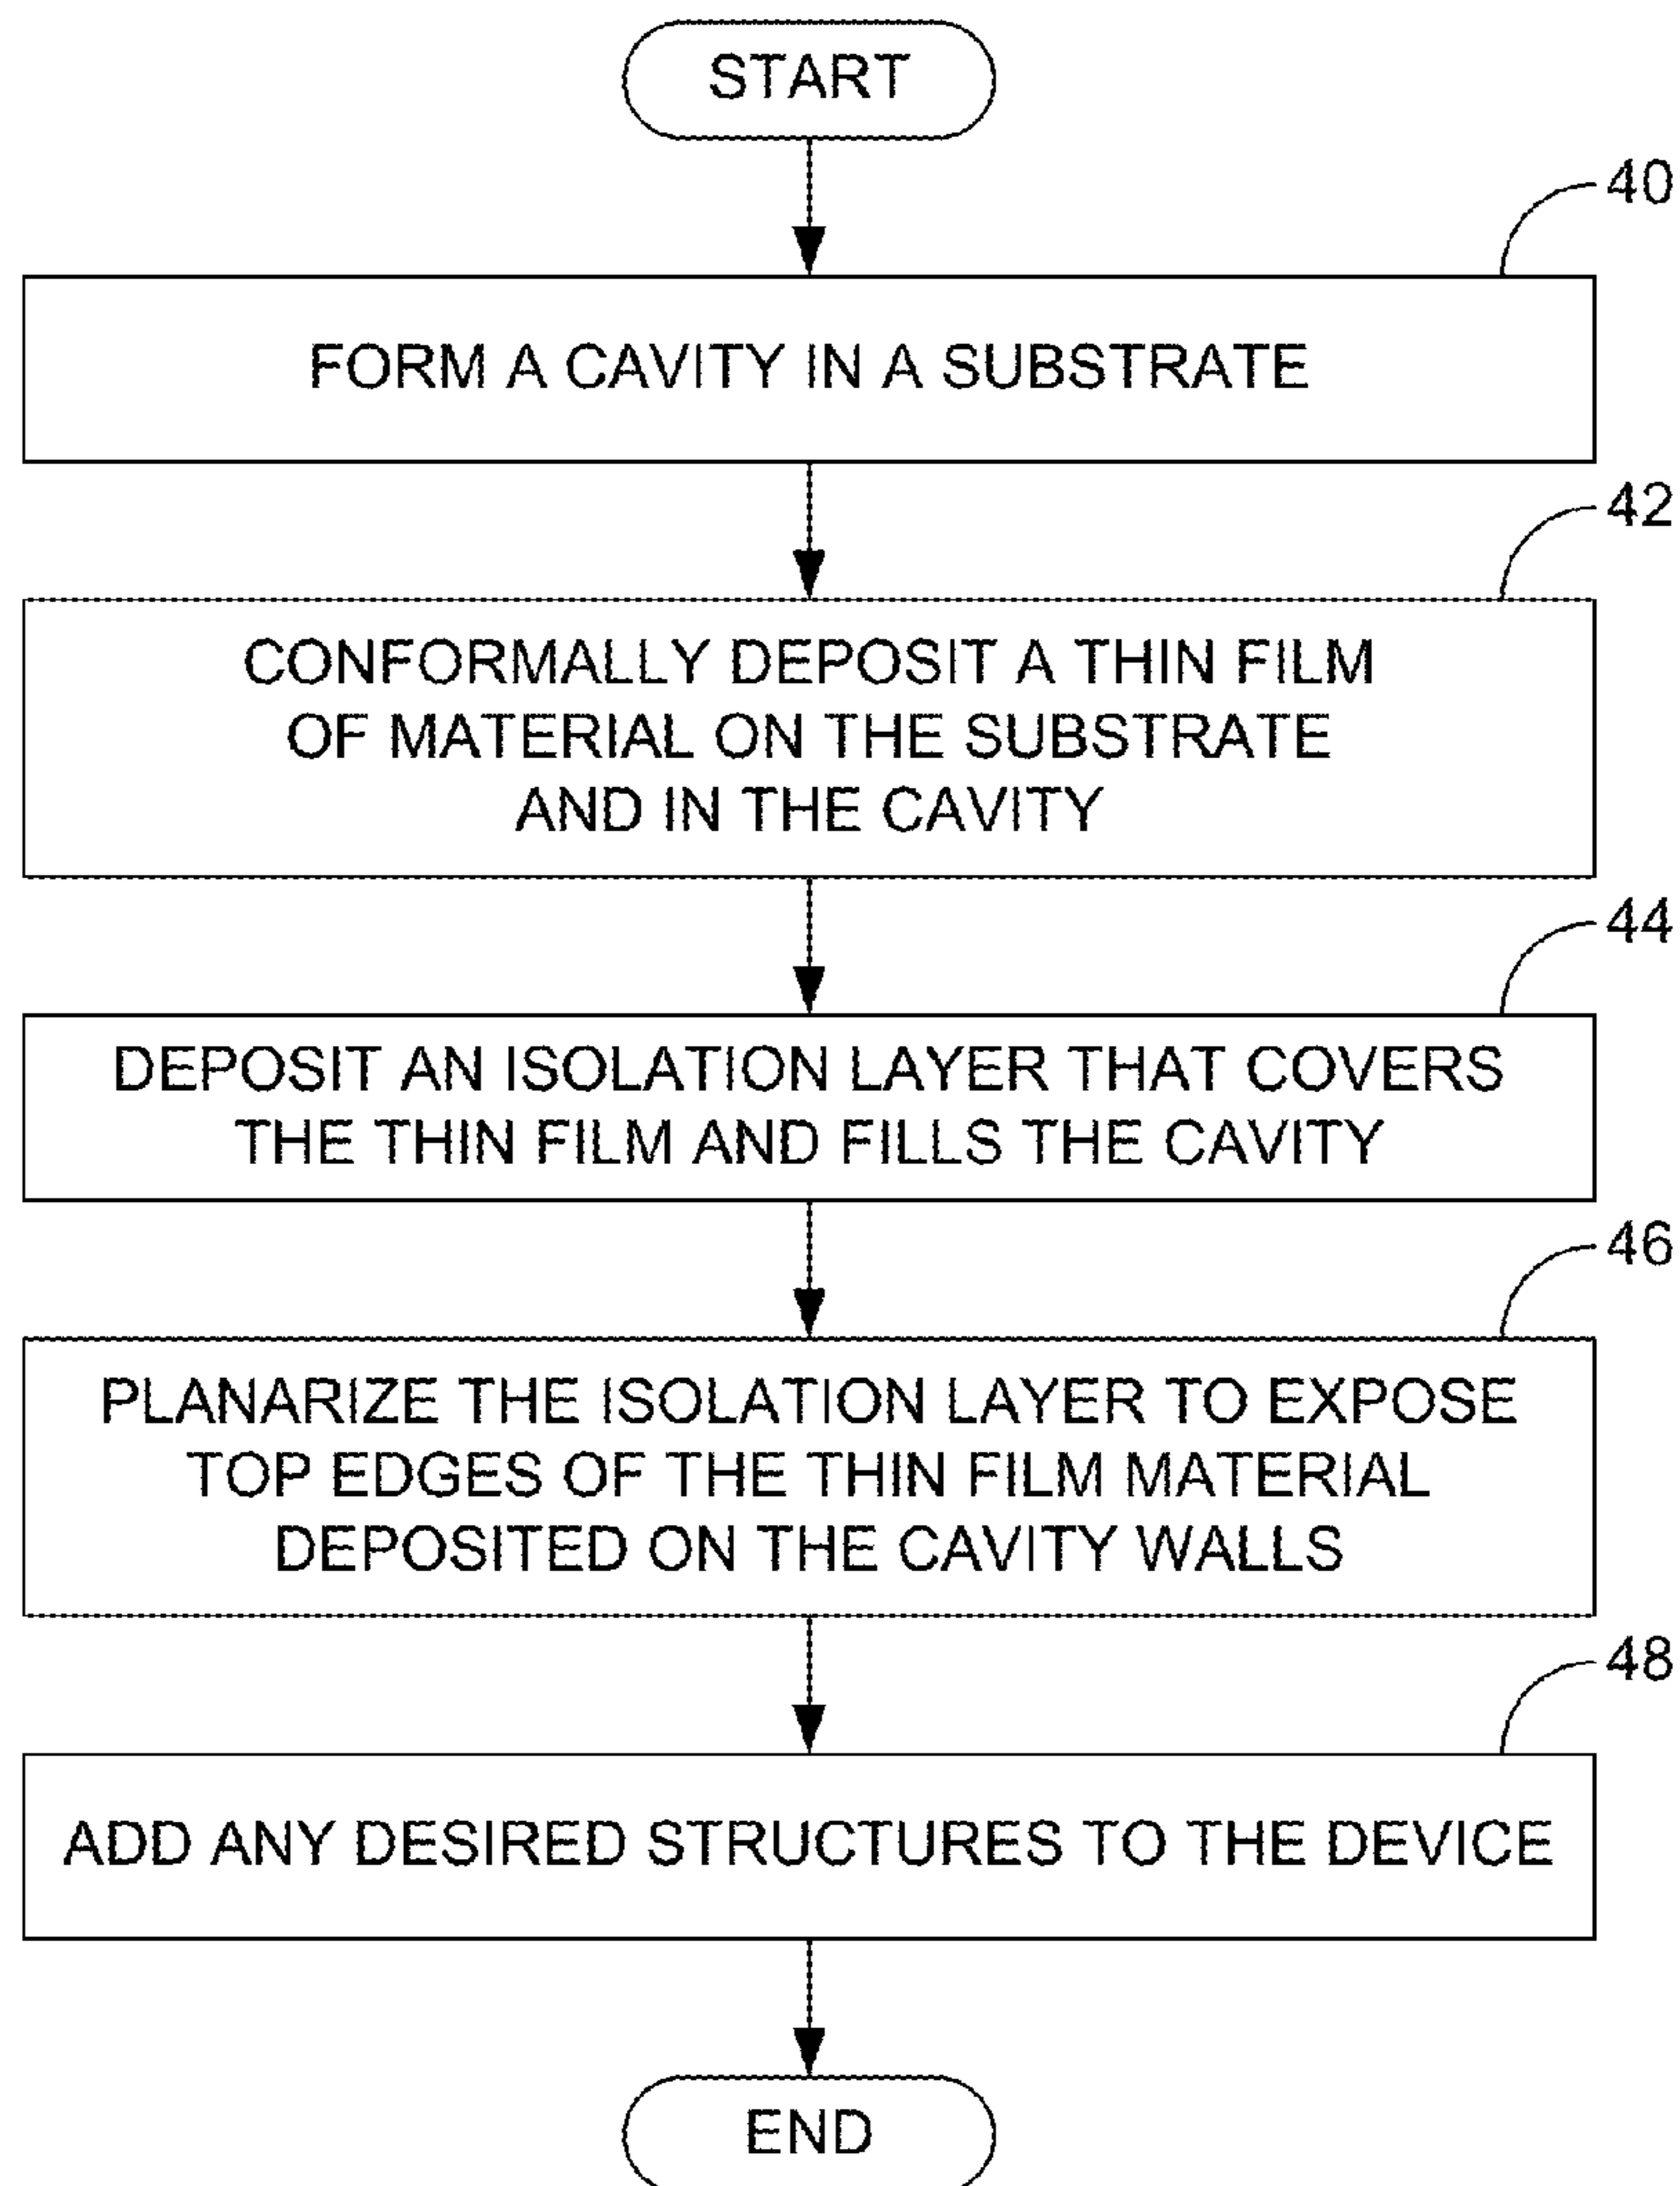 START
40
FORM A CAVITY IN A SUBSTRATE
42
CONFORMALLY DEPOSIT A THIN FILM
OF MATERIAL ON THE SUBSTRATE
AND IN THE CAVITY
44
DEPOSIT AN ISOLATION LAYER THAT COVERS
THE THIN FILM AND FILLS THE CAVITY
46
PLANARIZE THE ISOLATION LAYER TO EXPOSE
TOP EDGES OF THE THIN FILM MATERIAL
DEPOSITED ON THE CAVITY WALLS
48
ADD ANY DESIRED STRUCTURES TO THE DEVICE
END